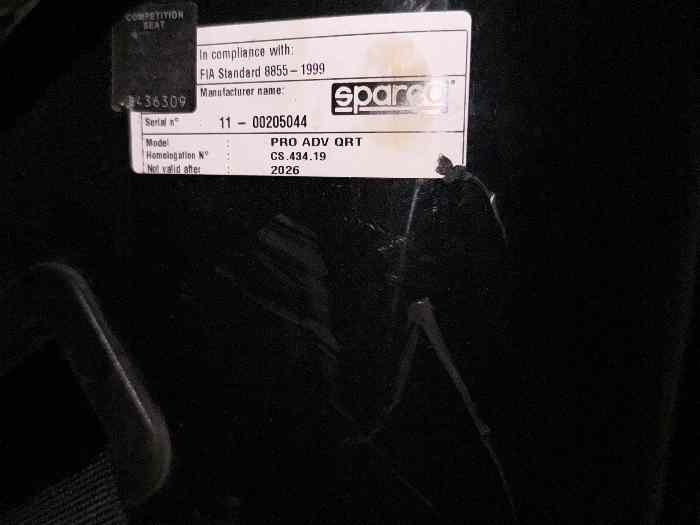 COMPETITION
SEAT
436309
In compliance with:
FIA Standard 8855-1999
Manufacturer name:
sparco
Serial n° : 11-00205044
Model : PRO ADV QRT
Homologation N° : CS.434.19
Not valid after : 2026